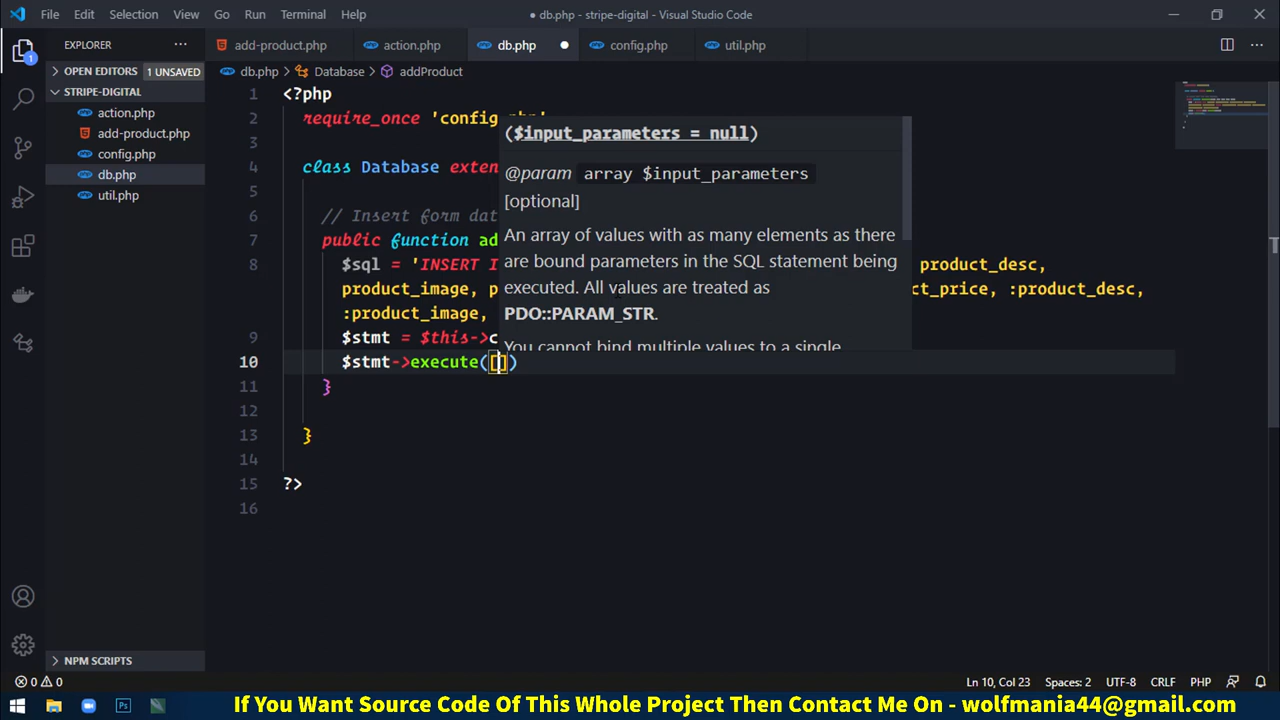 File Edit Selection View Go Run Terminal Help
● db.php - stripe-digital - Visual Studio Code
EXPLORER
add-product.php action.php db.php config.php util.php
OPEN EDITORS 1 UNSAVED
db.php > Database > addProduct
STRIPE-DIGITAL
action.php
add-product.php
config.php
db.php
util.php
NPM SCRIPTS
1 <?php
2 require_once 'config
3
4 class Database exten
5
6 // Insert form dat
7 public function ad
8 $sql = 'INSERT I product_desc,
product_image, p ct_price, :product_desc,
:product_image,
9 $stmt = $this->c
10 $stmt->execute([])
11 }
12
13 }
14
15 ?>
16
($input_parameters = null)
@param array $input_parameters
[optional]
An array of values with as many elements as there
are bound parameters in the SQL statement being
executed. All values are treated as
PDO::PARAM_STR.
You cannot bind multiple values to a single
0 0 Ln 10, Col 23 Spaces: 2 UTF-8 CRLF PHP
If You Want Source Code Of This Whole Project Then Contact Me On - wolfmania44@gmail.com